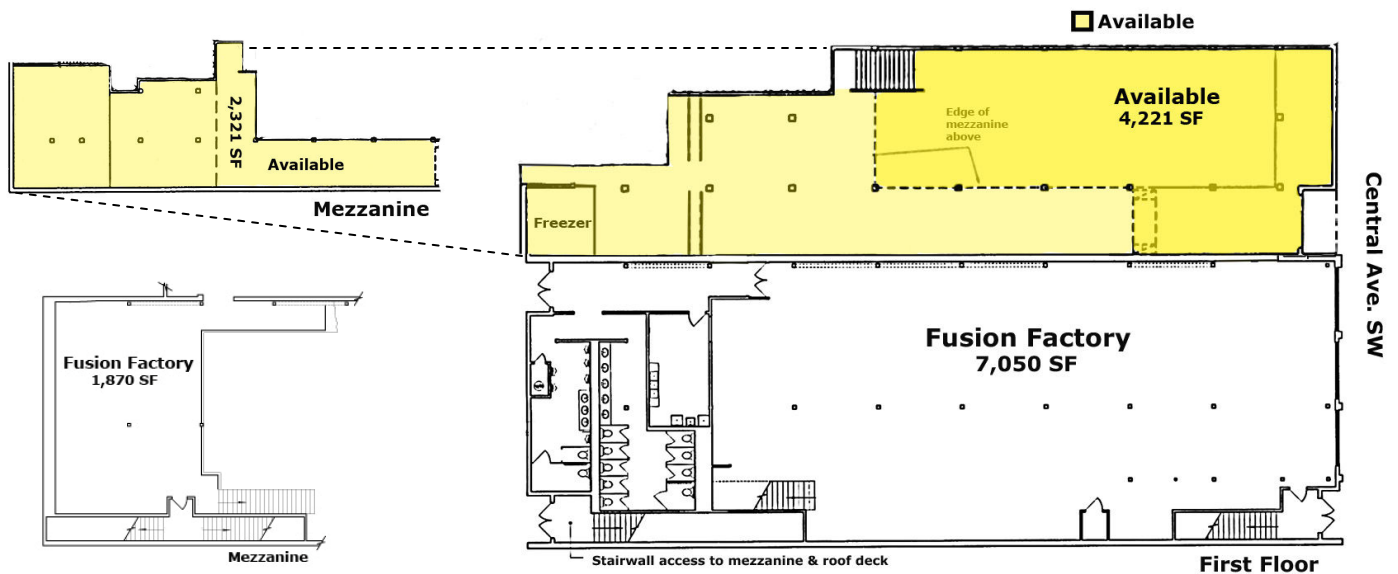 Available
Available
4,221 SF
Edge of
mezzanine
above
2,321 SF
Available
Mezzanine
Freezer
Central Ave. SW
Fusion Factory
7,050 SF
Fusion Factory
1,870 SF
Mezzanine
Stairwall access to mezzanine & roof deck
First Floor